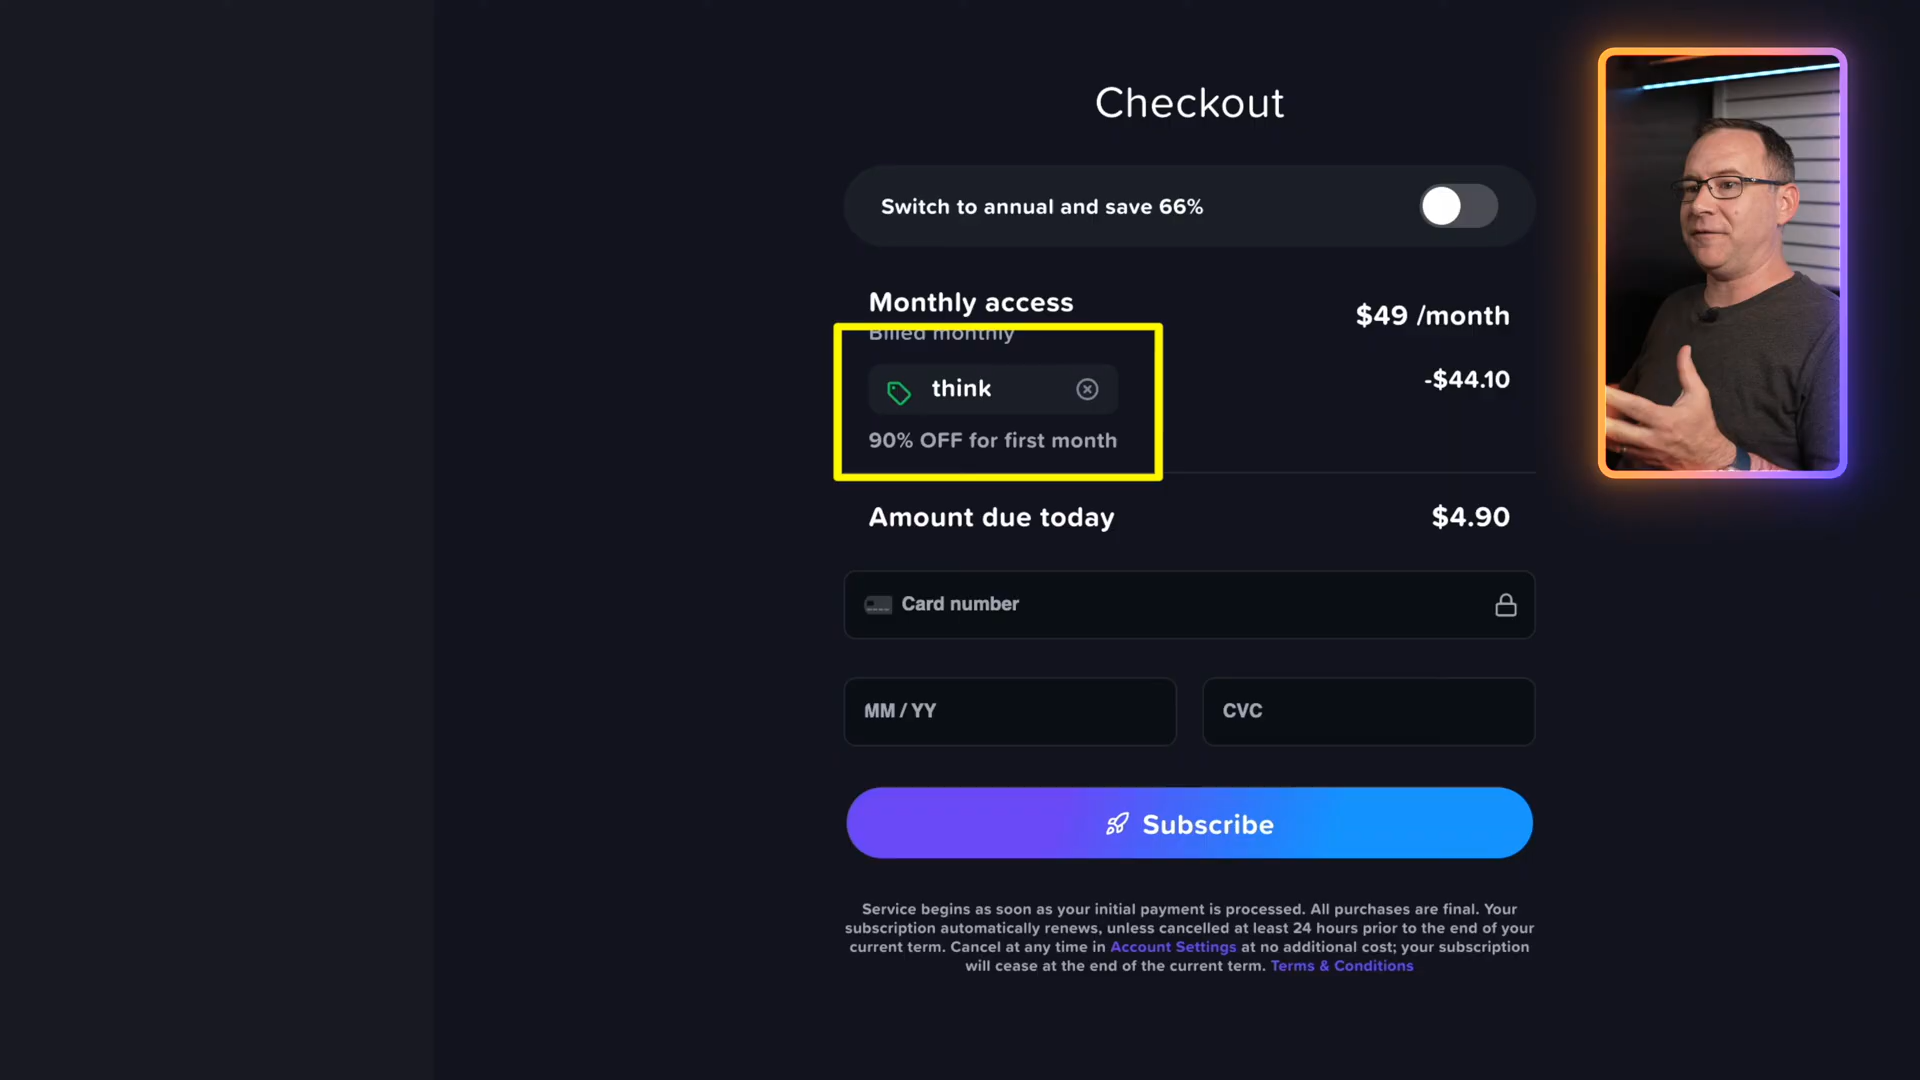 Checkout
Switch to annual and save 66%
Monthly access
$49 /month
Billed monthly
think
-$44.10
90% OFF for first month
Amount due today
$4.90
Card number
MM / YY
CVC
Subscribe
Service begins as soon as your initial payment is processed. All purchases are final. Your
subscription automatically renews, unless cancelled at least 24 hours prior to the end of your
current term. Cancel at any time in Account Settings at no additional cost; your subscription
will cease at the end of the current term. Terms & Conditions